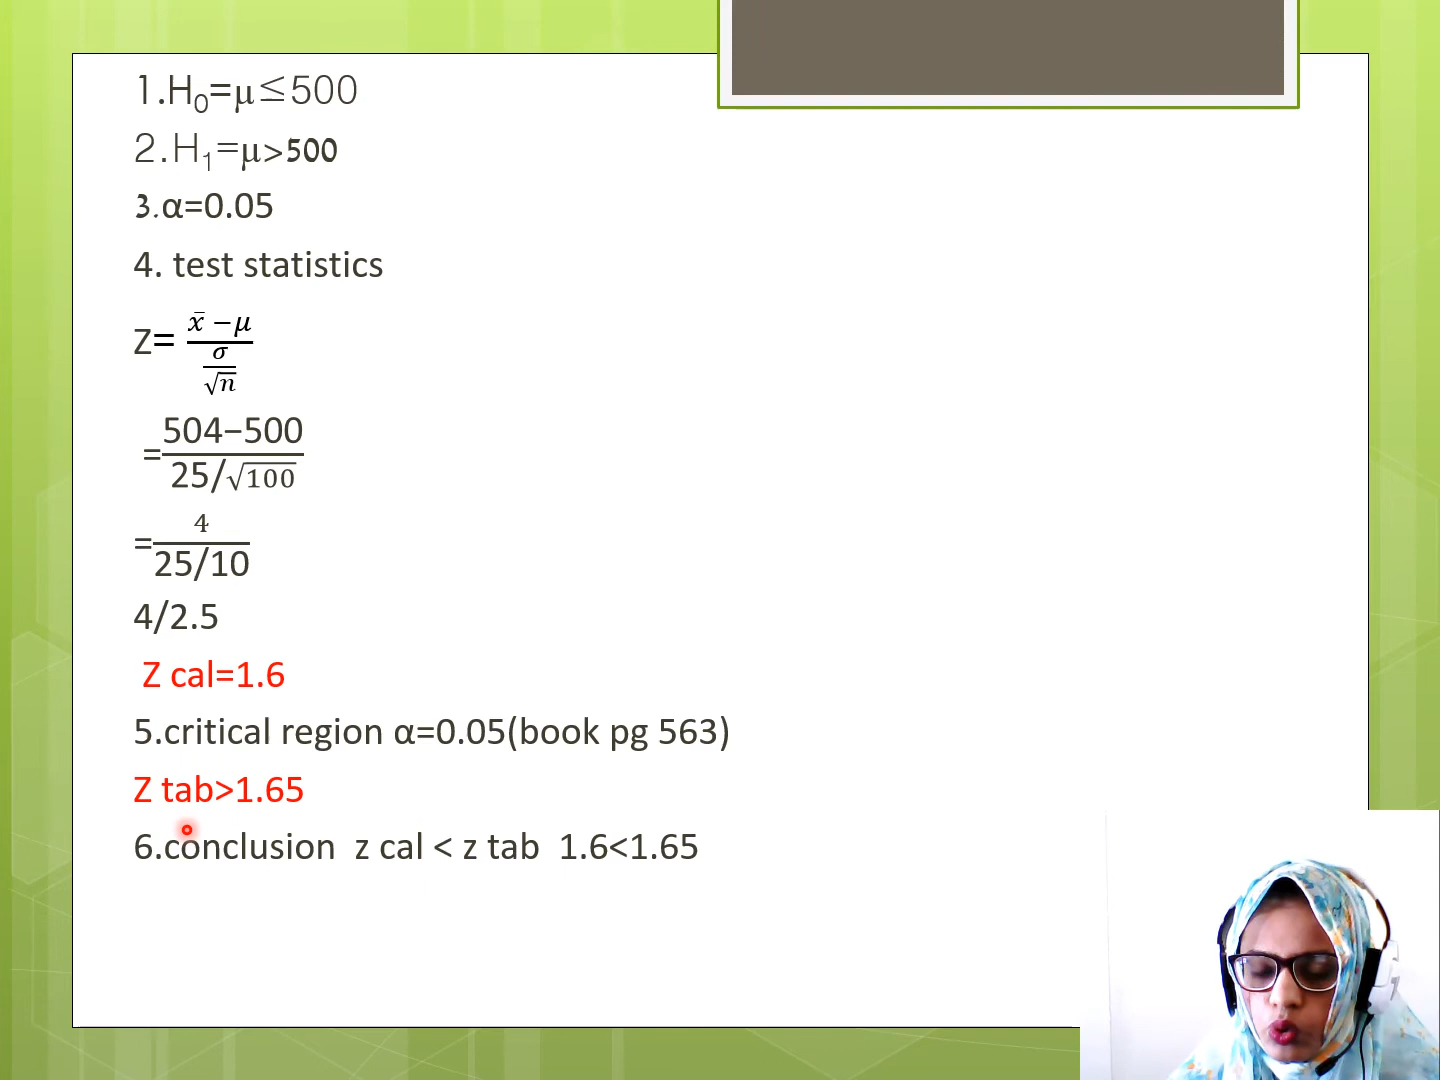 1.H₀=μ≤500
2.H₁=μ>500
3.α=0.05
4. test statistics
Z= (x̄ −μ)/(σ/√n)
=(504−500)/(25/√100)
=4/(25/10)
4/2.5
Z cal=1.6
5.critical region α=0.05(book pg 563)
Z tab>1.65
6.conclusion z cal < z tab 1.6<1.65